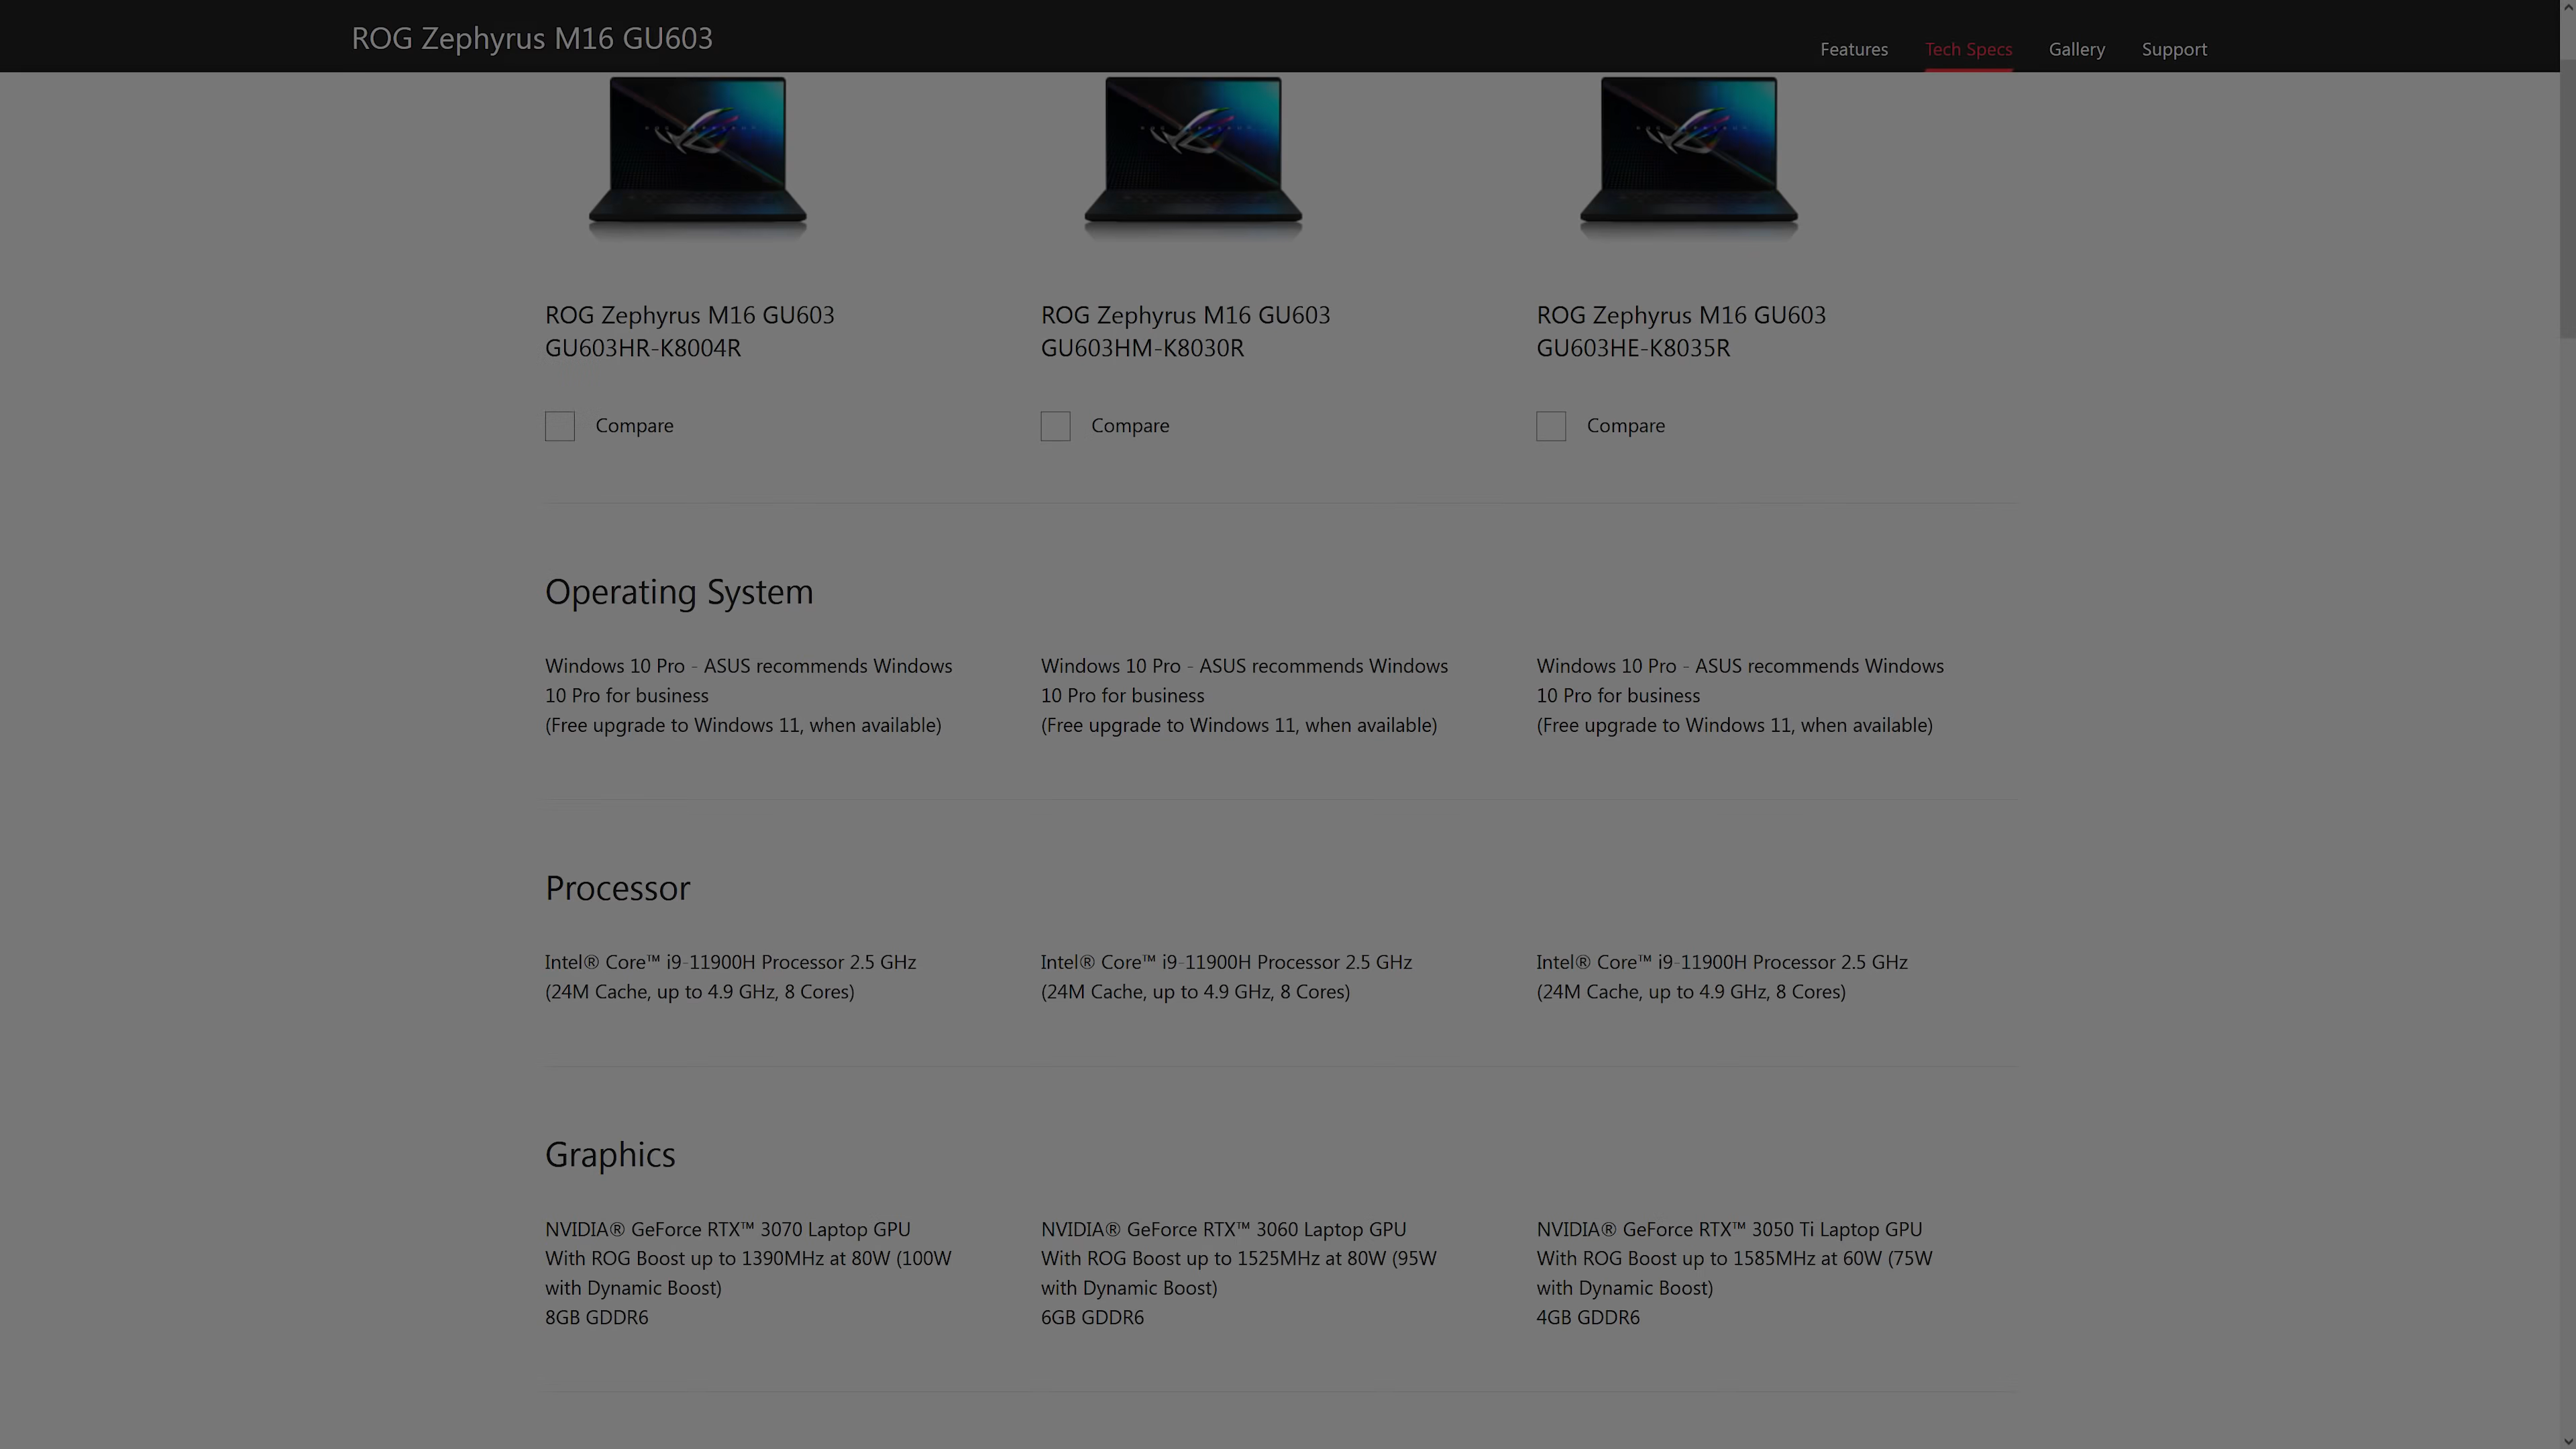 ROG Zephyrus M16 GU603
Features Tech Specs Gallery Support
ROG Zephyrus M16 GU603
GU603HR-K8004R
ROG Zephyrus M16 GU603
GU603HM-K8030R
ROG Zephyrus M16 GU603
GU603HE-K8035R
Compare
Compare
Compare
Operating System
Windows 10 Pro - ASUS recommends Windows
10 Pro for business
(Free upgrade to Windows 11, when available)
Windows 10 Pro - ASUS recommends Windows
10 Pro for business
(Free upgrade to Windows 11, when available)
Windows 10 Pro - ASUS recommends Windows
10 Pro for business
(Free upgrade to Windows 11, when available)
Processor
Intel® Core™ i9-11900H Processor 2.5 GHz
(24M Cache, up to 4.9 GHz, 8 Cores)
Intel® Core™ i9-11900H Processor 2.5 GHz
(24M Cache, up to 4.9 GHz, 8 Cores)
Intel® Core™ i9-11900H Processor 2.5 GHz
(24M Cache, up to 4.9 GHz, 8 Cores)
Graphics
NVIDIA® GeForce RTX™ 3070 Laptop GPU
With ROG Boost up to 1390MHz at 80W (100W
with Dynamic Boost)
8GB GDDR6
NVIDIA® GeForce RTX™ 3060 Laptop GPU
With ROG Boost up to 1525MHz at 80W (95W
with Dynamic Boost)
6GB GDDR6
NVIDIA® GeForce RTX™ 3050 Ti Laptop GPU
With ROG Boost up to 1585MHz at 60W (75W
with Dynamic Boost)
4GB GDDR6